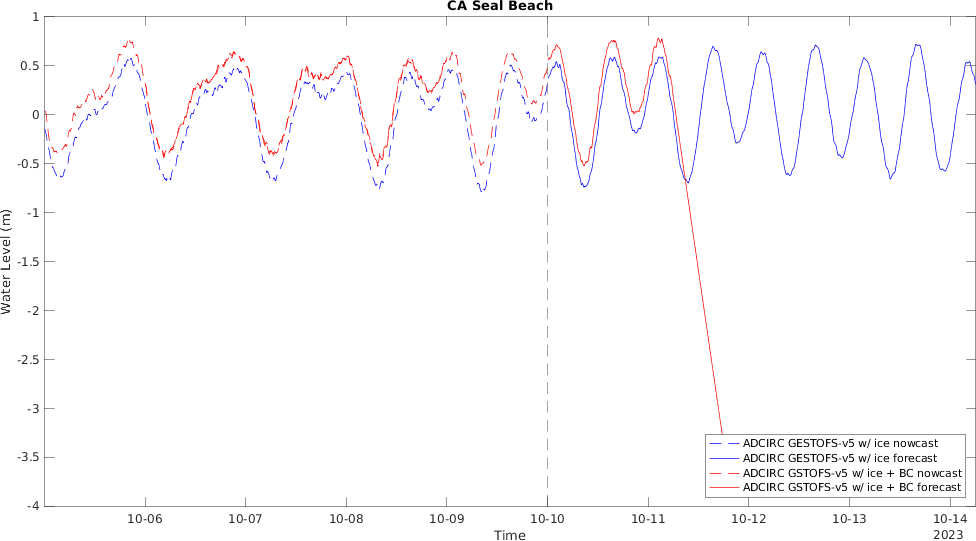 CA Seal Beach
1
0.5
0
-0.5
-1
-1.5
-2
-2.5
-3
-3.5
-4
Water Level (m)
ADCIRC GESTOFS-v5 w/ ice nowcast
ADCIRC GESTOFS-v5 w/ ice forecast
ADCIRC GSTOFS-v5 w/ ice + BC nowcast
ADCIRC GSTOFS-v5 w/ ice + BC forecast
10-06 10-07 10-08 10-09 10-10 10-11 10-12 10-13 10-14
Time
2023